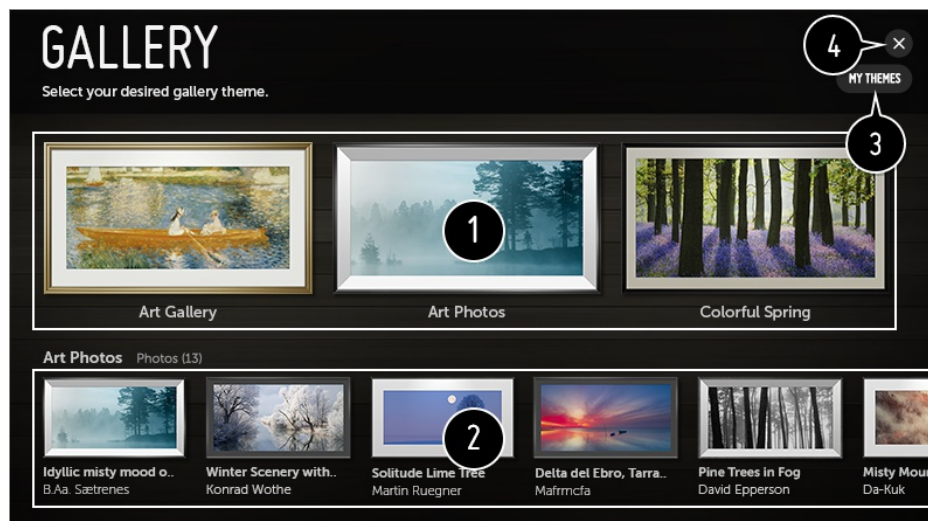 GALLERY
Select your desired gallery theme.
4
MY THEMES
3
1
Art Gallery
Art Photos
Colorful Spring
Art Photos Photos (13)
2
Idyllic misty mood o..
B.Aa. Sætrenes
Winter Scenery with..
Konrad Wothe
Solitude Lime Tree
Martin Ruegner
Delta del Ebro, Tarra..
Mafrmcfa
Pine Trees in Fog
David Epperson
Misty Mour
Da-Kuk